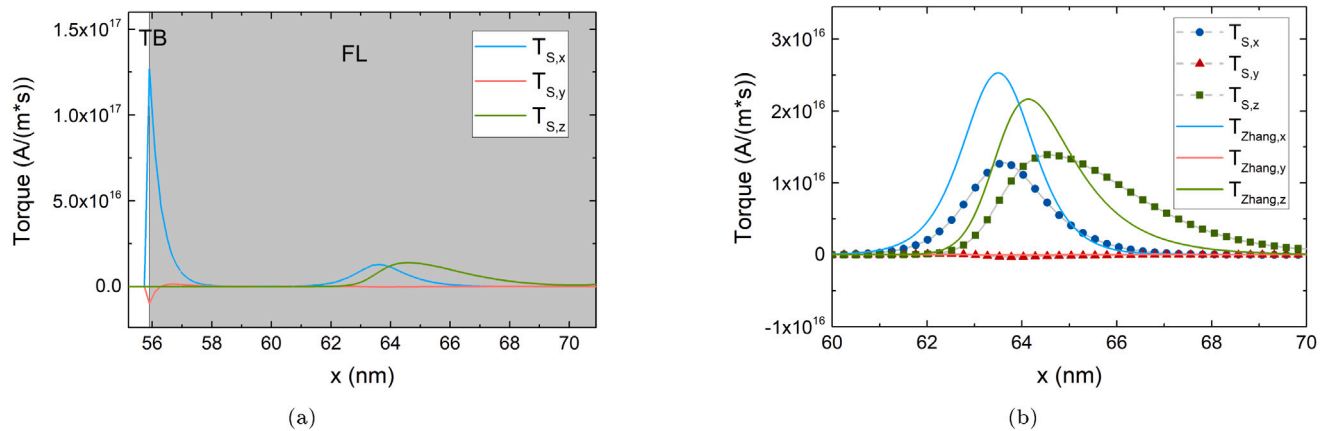 1.5x10^17
1.0x10^17
5.0x10^16
0.0
Torque (A/(m*s))
TB
FL
T_S,x
T_S,y
T_S,z
56 58 60 62 64 66 68 70
x (nm)
(a)
3x10^16
2x10^16
1x10^16
0
-1x10^16
Torque (A/(m*s))
T_S,x
T_S,y
T_S,z
T_Zhang,x
T_Zhang,y
T_Zhang,z
60 62 64 66 68 70
x (nm)
(b)